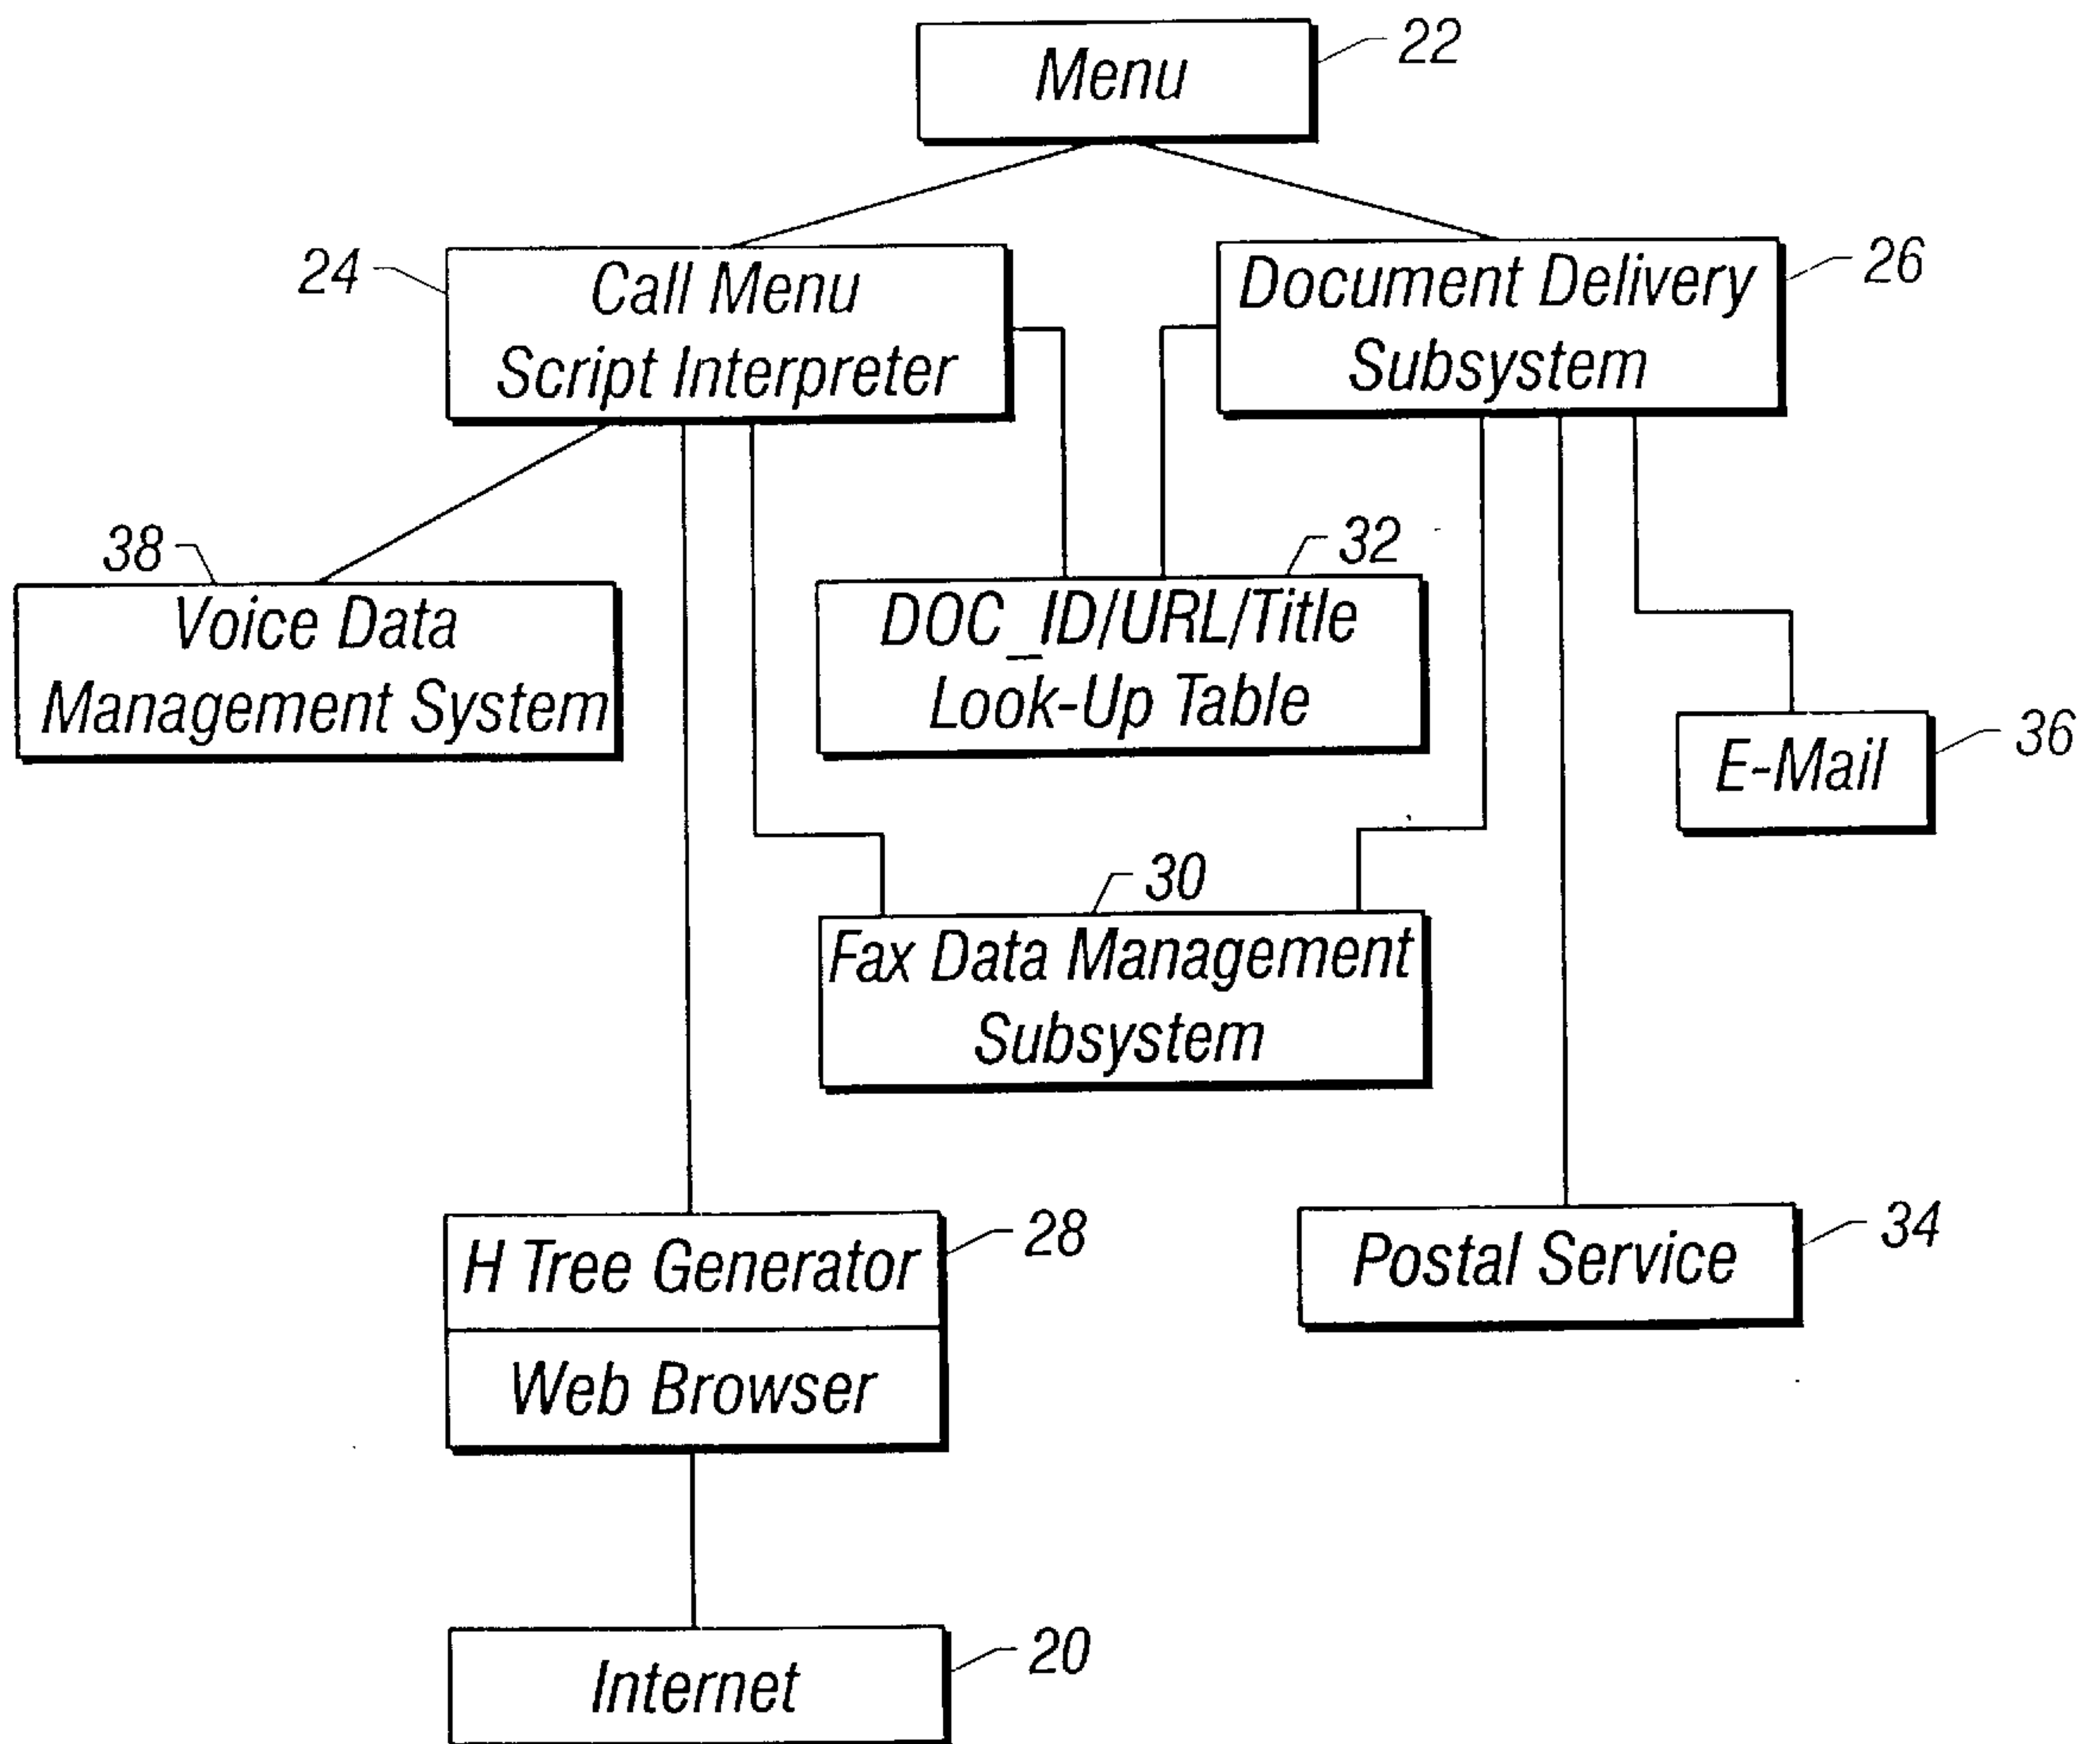 Menu
22
24
Call Menu
Script Interpreter
Document Delivery
Subsystem
26
38
Voice Data
Management System
32
DOC_ID/URL/Title
Look-Up Table
E-Mail
36
30
Fax Data Management
Subsystem
H Tree Generator
28
Web Browser
Postal Service
34
Internet
20